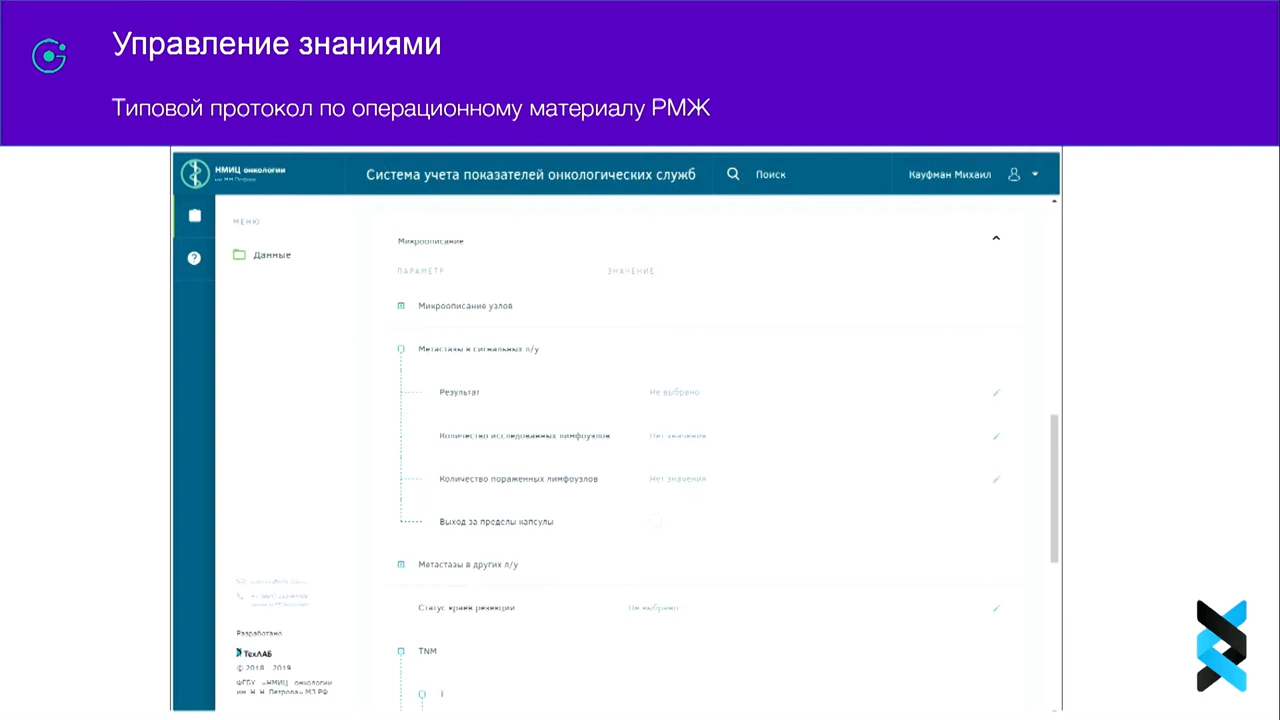 Управление знаниями
Типовой протокол по операционному материалу РМЖ
НМИЦ онкологии
им. Н.Н. Петрова
Система учета показателей онкологических служб
Поиск
Кауфман Михаил
МЕНЮ
Данные
Микроописание
ПАРАМЕТР ЗНАЧЕНИЕ
Микроописание узлов
Метастазы в сигнальных л/у
Результат Не выбрано
Количество исследованных лимфоузлов Нет значения
Количество пораженных лимфоузлов Нет значения
Выход за пределы капсулы
Метастазы в других л/у
Статус краев резекции Не выбрано
TNM
T
Разработано
ТехЛАБ
© 2018 - 2019
ФГБУ «НМИЦ онкологии
им. Н. Н. Петрова» МЗ РФ